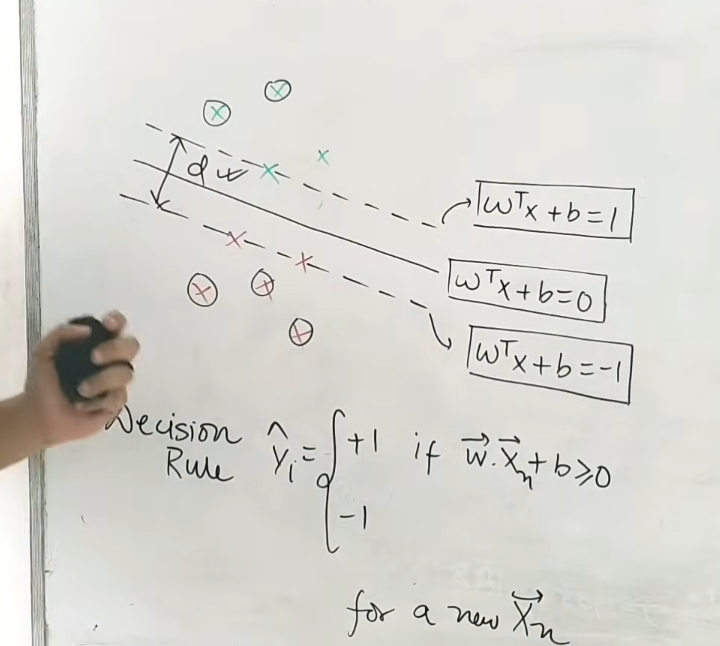 d w
wᵀx + b = 1
wᵀx + b = 0
wᵀx + b = -1
Decision Rule ŷᵢ = { +1 if w⃗.x⃗ₙ + b ≥ 0
-1
for a new x⃗ₙ